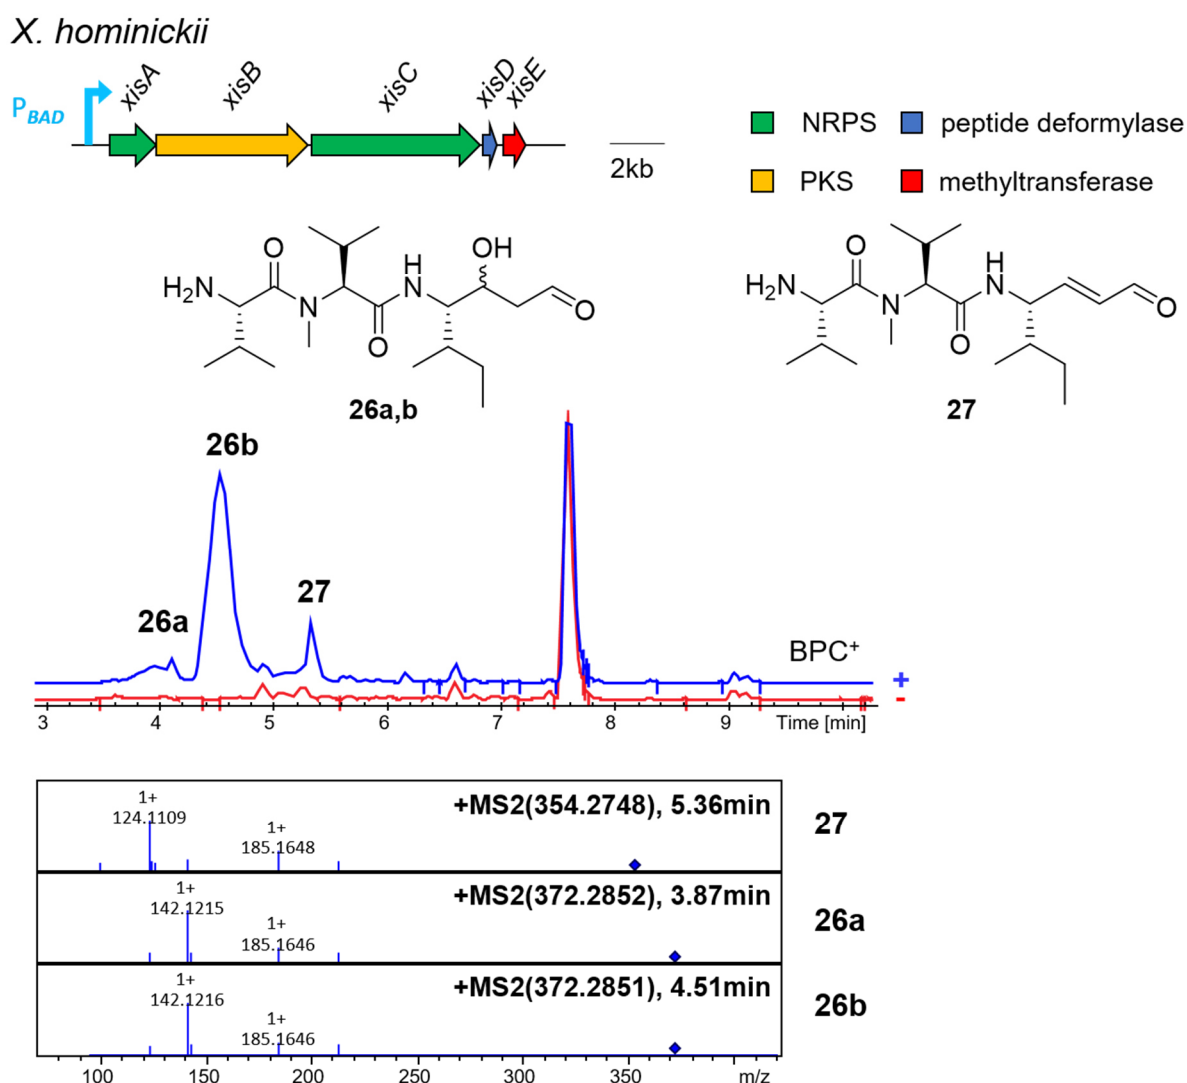 X. hominickii
xisA xisB xisC xisD xisE
PBAD
2kb
NRPS peptide deformylase
PKS methyltransferase
OH
O H
H2N N O
N
O
26a,b
O H
H2N N O
N
O
27
26b
27
26a
BPC+
+
-
3 4 5 6 7 8 9 Time [min]
1+
124.1109
1+
185.1648
+MS2(354.2748), 5.36min
27
1+
142.1215
1+
185.1646
+MS2(372.2852), 3.87min
26a
1+
142.1216
1+
185.1646
+MS2(372.2851), 4.51min
26b
100 150 200 250 300 350 m/z